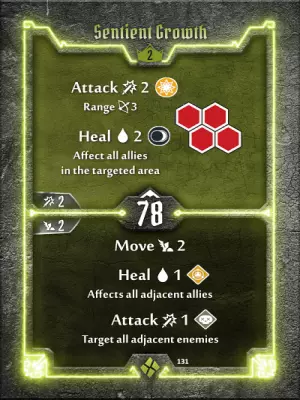 Sentient Growth
2
Attack 2
Range 3
Heal 2
Affect all allies
in the targeted area
2
78
2
Move 2
Heal 1
Affects all adjacent allies
Attack 1
Target all adjacent enemies
131